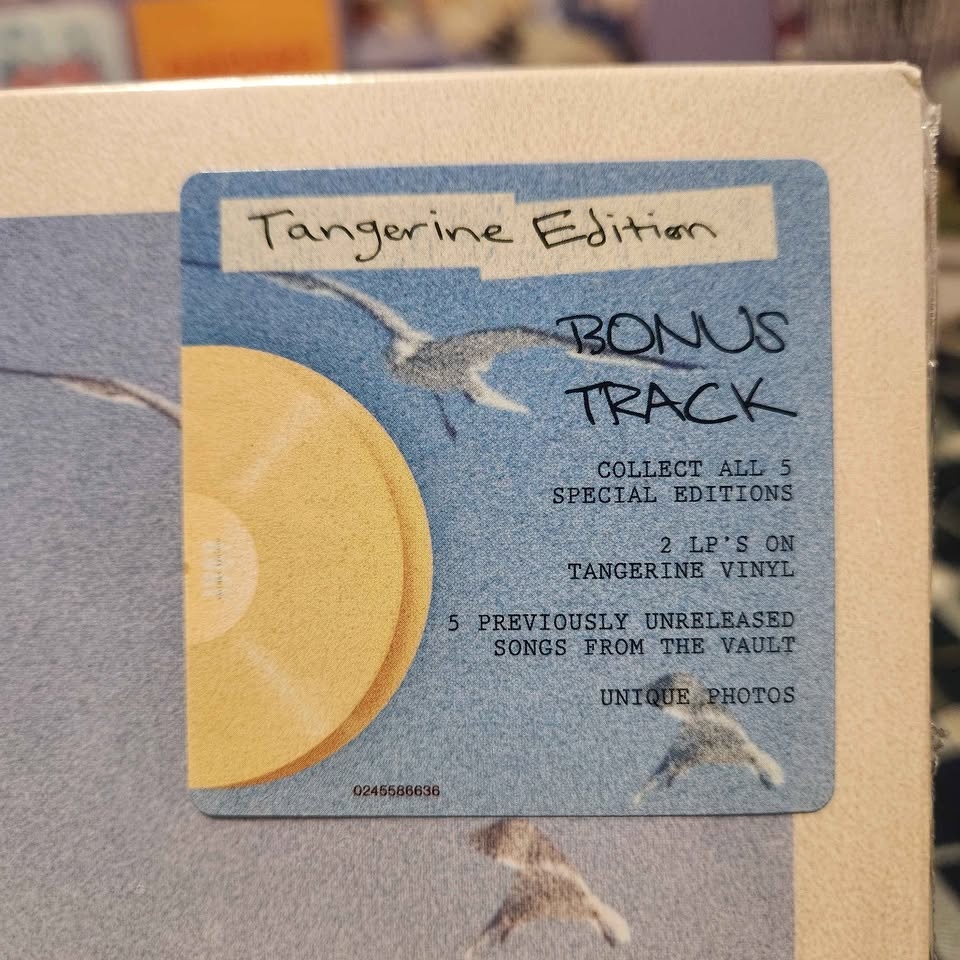 Tangerine Edition
BONUS
TRACK
COLLECT ALL 5
SPECIAL EDITIONS
2 LP'S ON
TANGERINE VINYL
5 PREVIOUSLY UNRELEASED
SONGS FROM THE VAULT
UNIQUE PHOTOS
0245586636